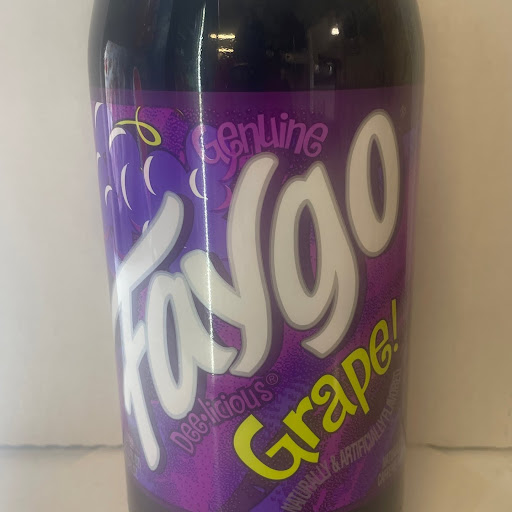 Genuine
Faygo
Dee-licious®
Grape!
NATURALLY & ARTIFICIALLY FLAVORED